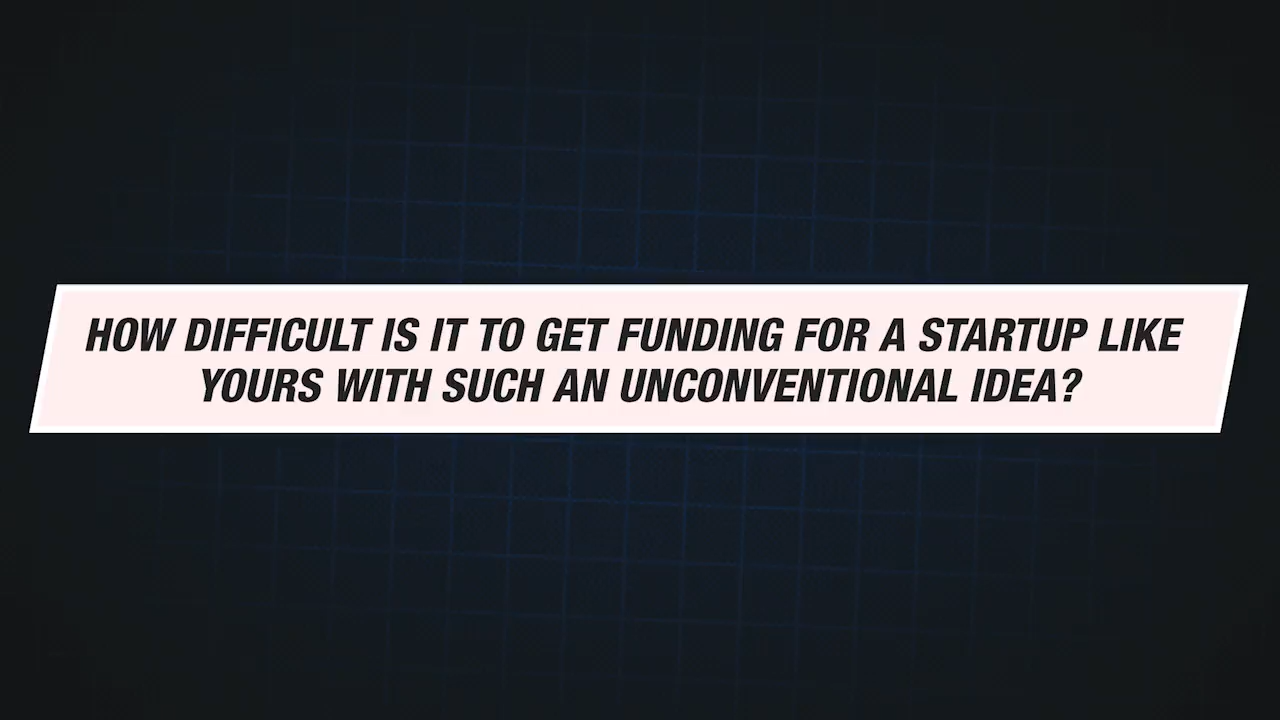 HOW DIFFICULT IS IT TO GET FUNDING FOR A STARTUP LIKE
YOURS WITH SUCH AN UNCONVENTIONAL IDEA?